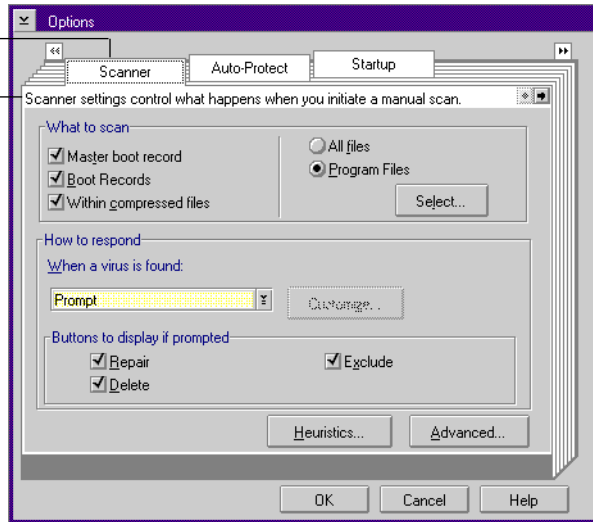 Options
Scanner Auto-Protect Startup
Scanner settings control what happens when you initiate a manual scan.
What to scan
Master boot record
Boot Records
Within compressed files
All files
Program Files
Select...
How to respond
When a virus is found:
Prompt
Customize...
Buttons to display if prompted
Repair
Exclude
Delete
Heuristics... Advanced...
OK Cancel Help